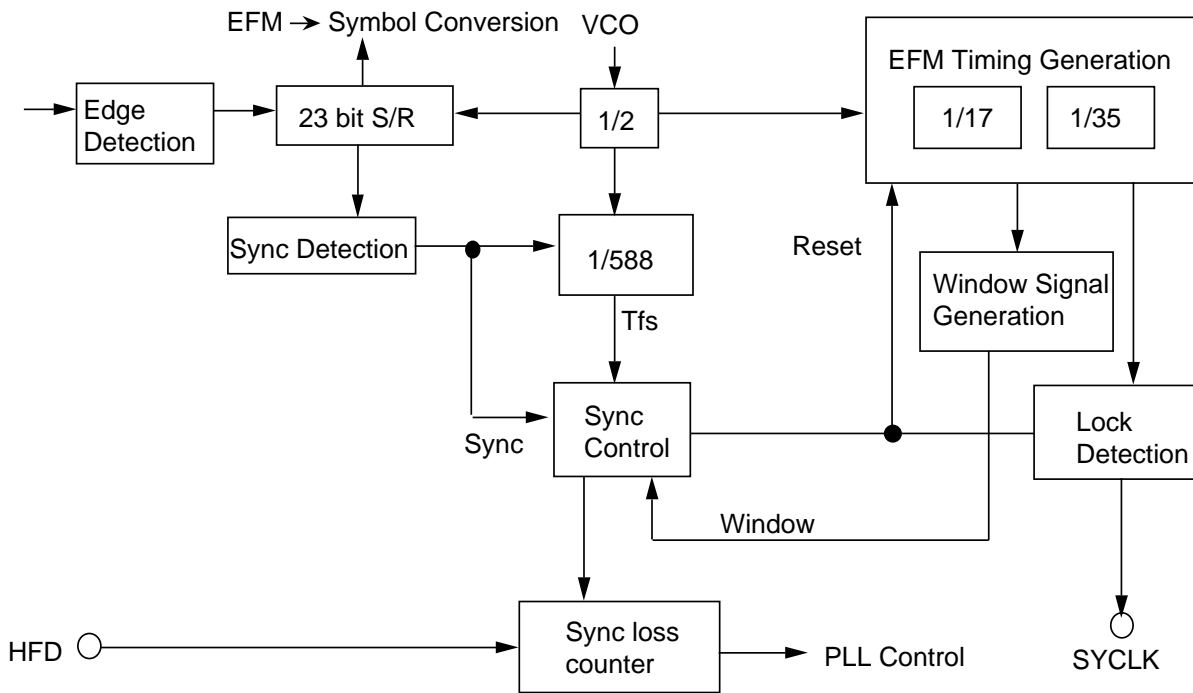 EFM → Symbol Conversion
VCO
EFM Timing Generation
Edge
Detection
23 bit S/R
1/2
1/17
1/35
Sync Detection
1/588
Reset
Window Signal
Generation
Tfs
Sync
Sync
Control
Lock
Detection
Window
HFD
Sync loss
counter
PLL Control
SYCLK